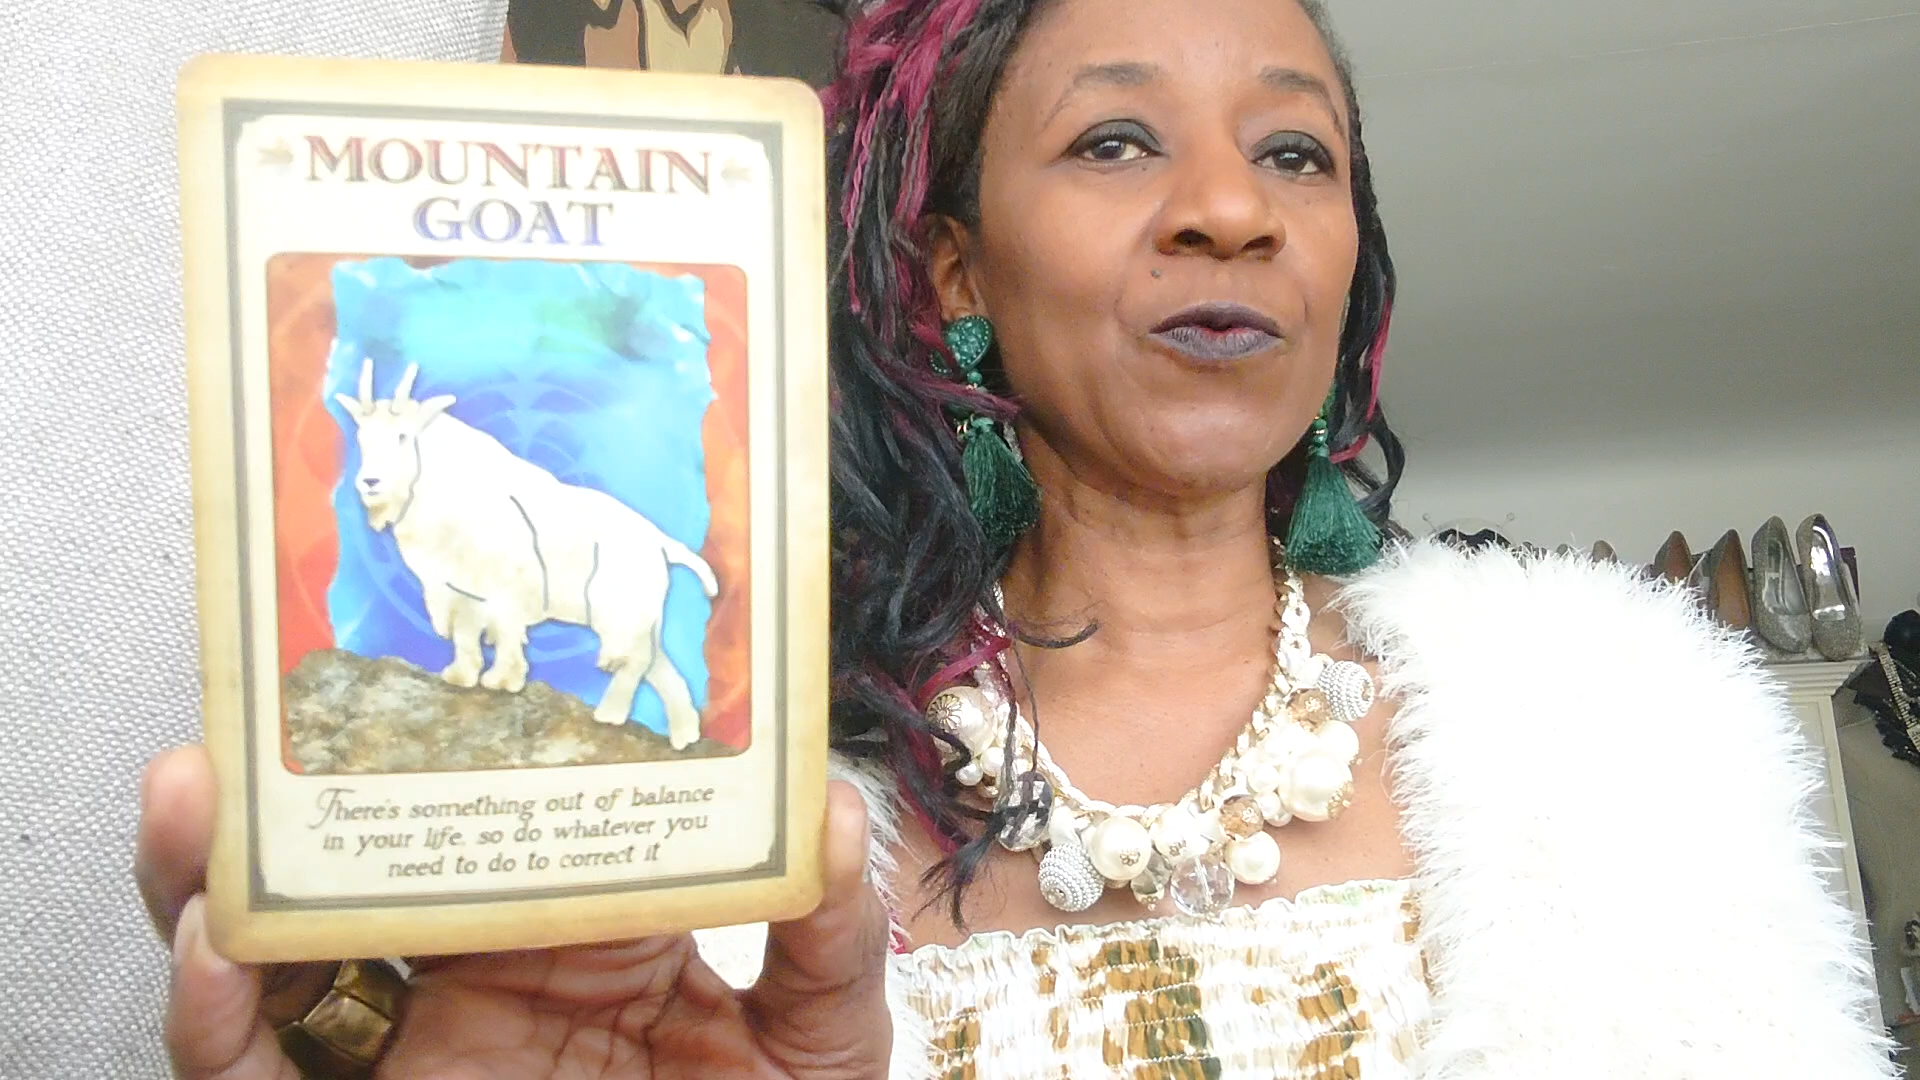 MOUNTAIN
GOAT
There's something out of balance
in your life, so do whatever you
need to do to correct it